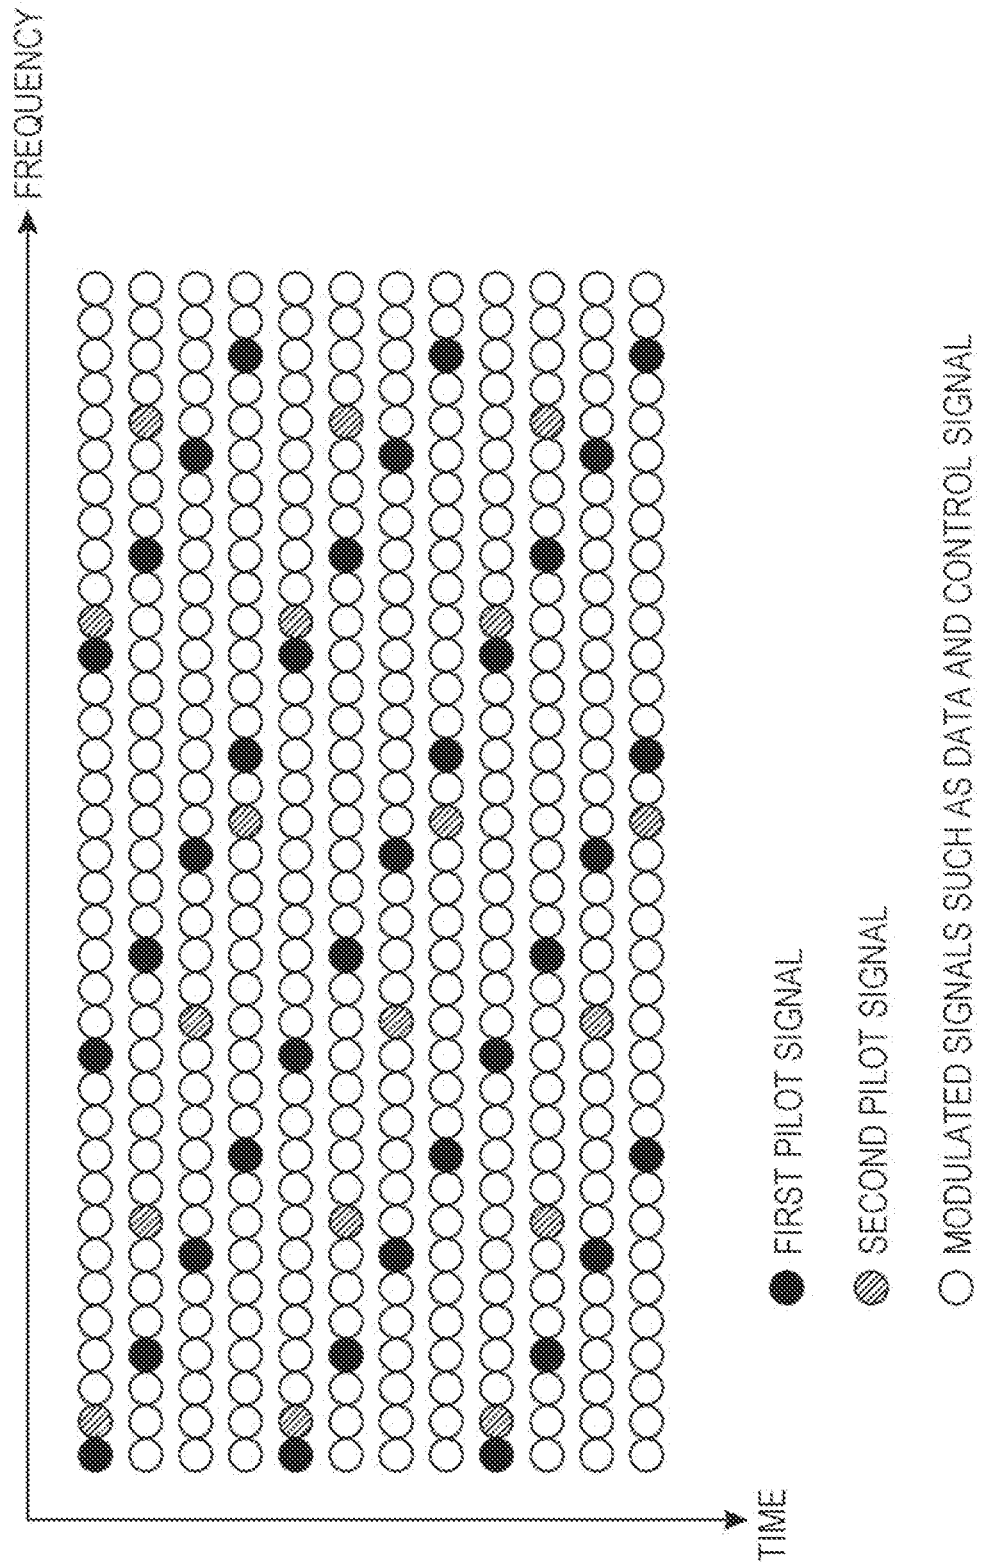 FREQUENCY
TIME
FIRST PILOT SIGNAL
SECOND PILOT SIGNAL
MODULATED SIGNALS SUCH AS DATA AND CONTROL SIGNAL